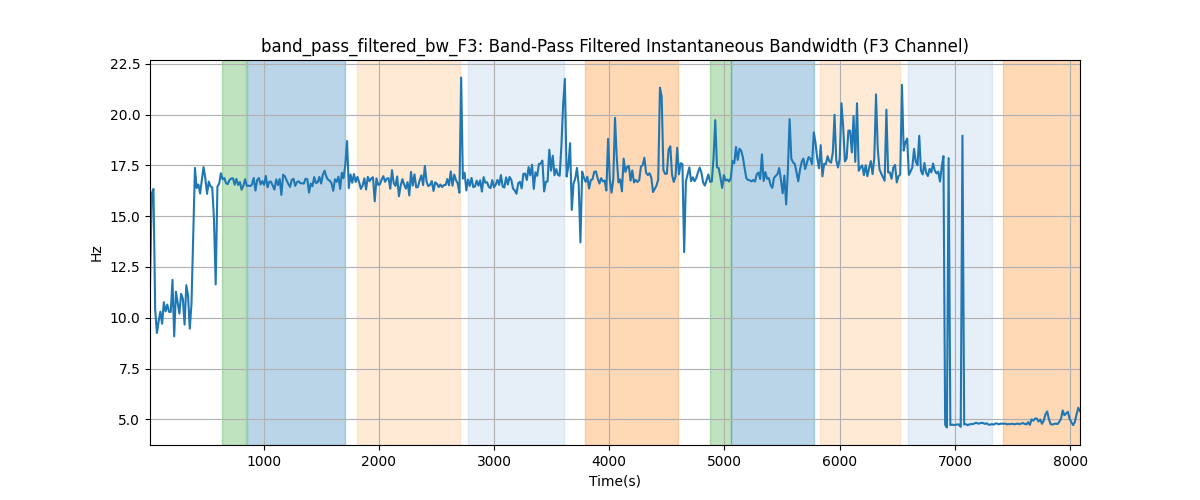 band_pass_filtered_bw_F3: Band-Pass Filtered Instantaneous Bandwidth (F3 Channel)
22.5
20.0
17.5
15.0
12.5
10.0
7.5
5.0
Hz
1000 2000 3000 4000 5000 6000 7000 8000
Time(s)